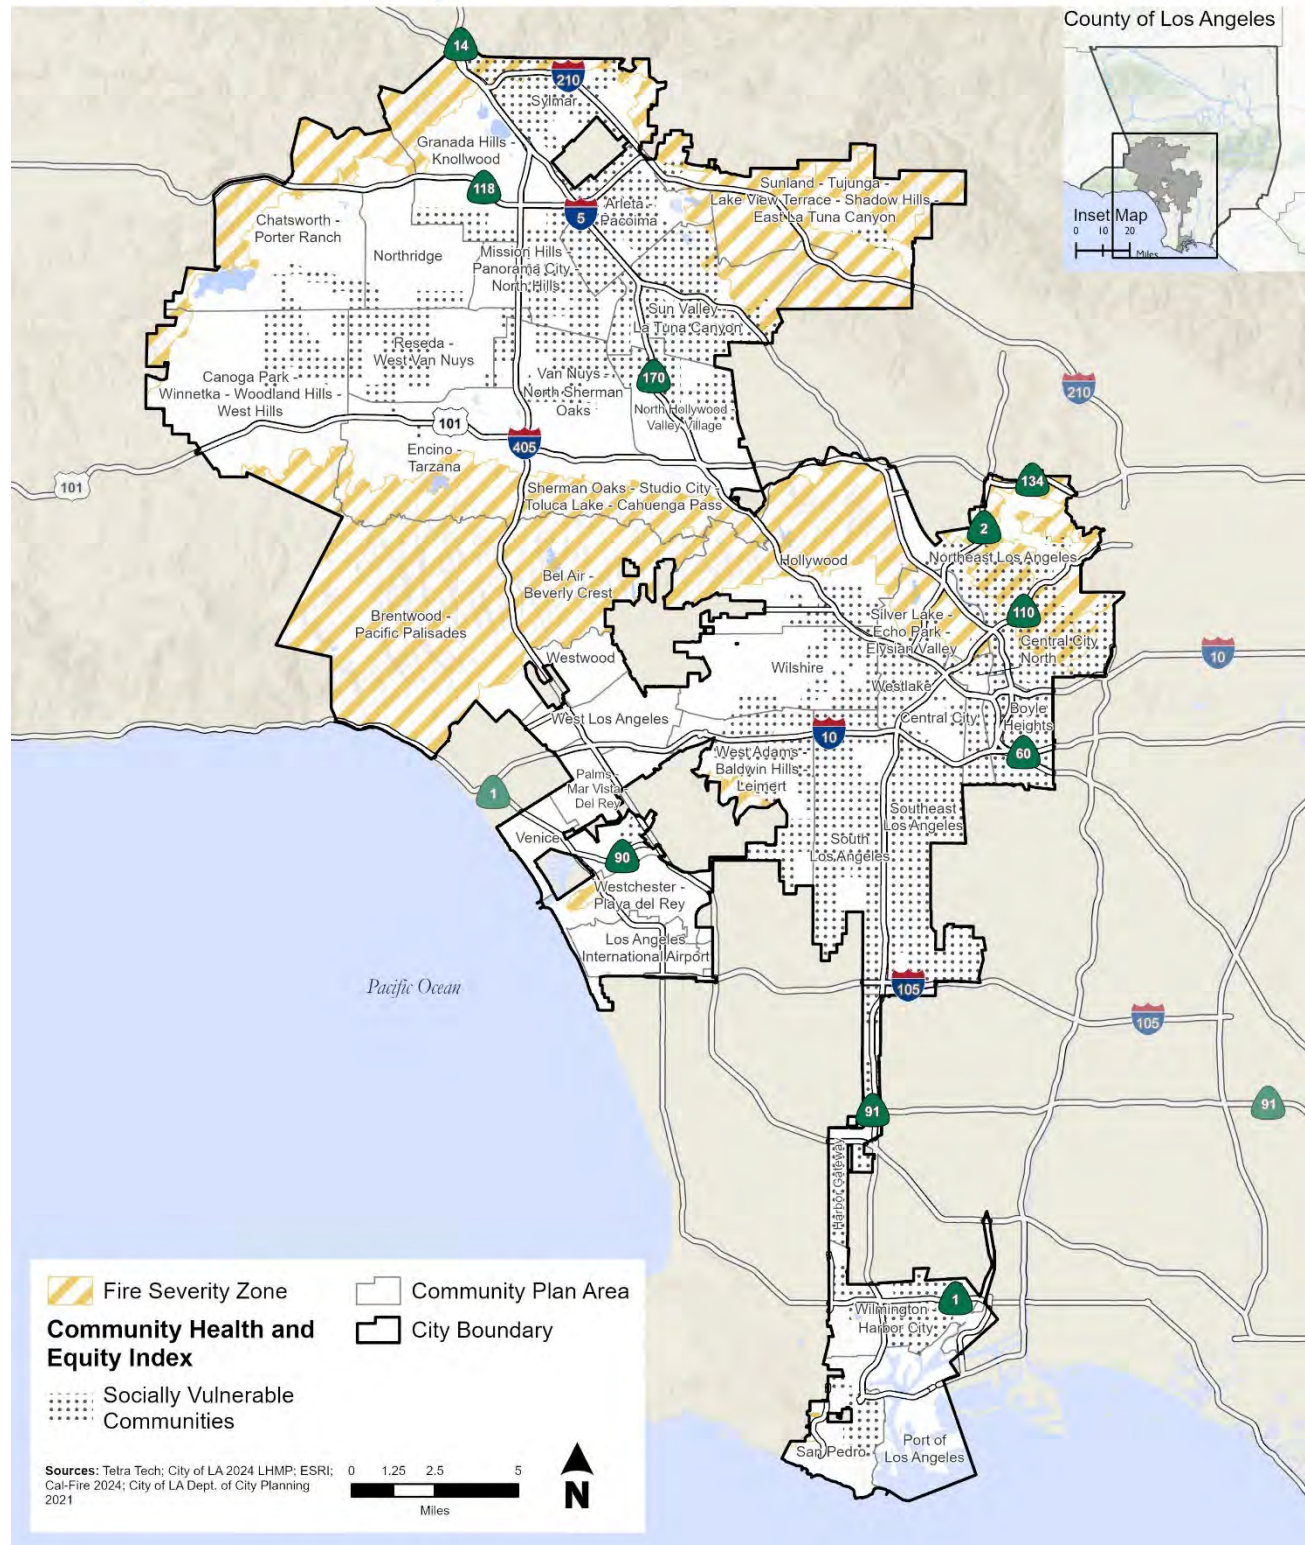 County of Los Angeles
Inset Map
0 10 20
Miles
14
210
Sylmar
Granada Hills -
Knollwood
118
5
Arleta -
Pacoima
Sunland - Tujunga -
Lake View Terrace - Shadow Hills -
East La Tuna Canyon
Chatsworth -
Porter Ranch
Northridge
Mission Hills -
Panorama City -
North Hills
Sun Valley -
La Tuna Canyon
Reseda -
West Van Nuys
Canoga Park -
Winnetka - Woodland Hills -
West Hills
Van Nuys -
North Sherman
Oaks
170
North Hollywood -
Valley Village
210
101
405
Encino -
Tarzana
101
134
Sherman Oaks - Studio City -
Toluca Lake - Cahuenga Pass
2
Northeast Los Angeles
Hollywood
Bel Air -
Beverly Crest
Brentwood -
Pacific Palisades
110
Silver Lake -
Echo Park -
Elysian Valley
Central City
North
10
Westwood
Wilshire
Westlake
West Los Angeles
Central City
Boyle
Heights
10
60
West Adams -
Baldwin Hills -
Leimert
Palms -
Mar Vista -
Del Rey
1
Southeast
Los Angeles
Venice
South
Los Angeles
90
Westchester -
Playa del Rey
Los Angeles
International Airport
Pacific Ocean
105
105
91
91
Harbor Gateway
1
Wilmington -
Harbor City
San Pedro
Port of
Los Angeles
Fire Severity Zone
Community Plan Area
Community Health and
Equity Index
City Boundary
Socially Vulnerable
Communities
Sources: Tetra Tech; City of LA 2024 LHMP; ESRI;
Cal-Fire 2024; City of LA Dept. of City Planning
2021
0 1.25 2.5 5
Miles
N